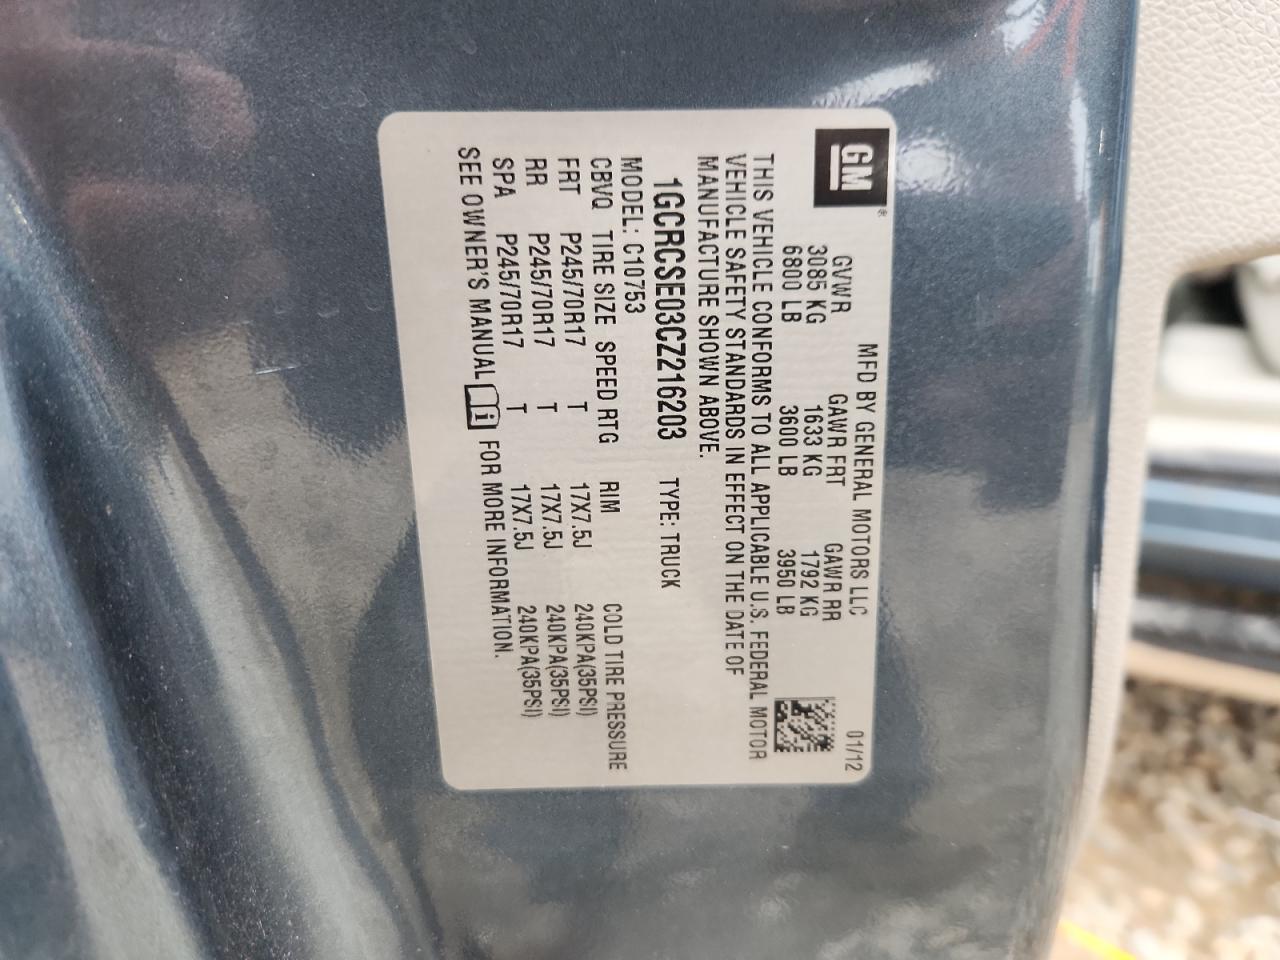 GM®
MFD BY GENERAL MOTORS LLC 01/12
GVWR GAWR FRT GAWR RR
3085 KG 1633 KG 1792 KG
6800 LB 3600 LB 3950 LB
THIS VEHICLE CONFORMS TO ALL APPLICABLE U.S. FEDERAL MOTOR
VEHICLE SAFETY STANDARDS IN EFFECT ON THE DATE OF
MANUFACTURE SHOWN ABOVE.
1GCRCSE03CZ216203 TYPE: TRUCK
MODEL: C10753
CBVQ TIRE SIZE SPEED RTG RIM COLD TIRE PRESSURE
FRT P245/70R17 T 17X7.5J 240KPA(35PSI)
RR P245/70R17 T 17X7.5J 240KPA(35PSI)
SPA P245/70R17 T 17X7.5J 240KPA(35PSI)
SEE OWNER'S MANUAL i FOR MORE INFORMATION.